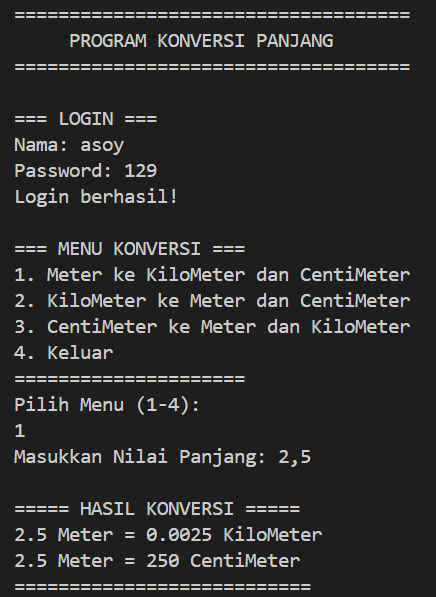 ====================================
     PROGRAM KONVERSI PANJANG
====================================

=== LOGIN ===
Nama: asoy
Password: 129
Login berhasil!

=== MENU KONVERSI ===
1. Meter ke KiloMeter dan CentiMeter
2. KiloMeter ke Meter dan CentiMeter
3. CentiMeter ke Meter dan KiloMeter
4. Keluar
=====================
Pilih Menu (1-4):
1
Masukkan Nilai Panjang: 2,5

===== HASIL KONVERSI =====
2.5 Meter = 0.0025 KiloMeter
2.5 Meter = 250 CentiMeter
===========================